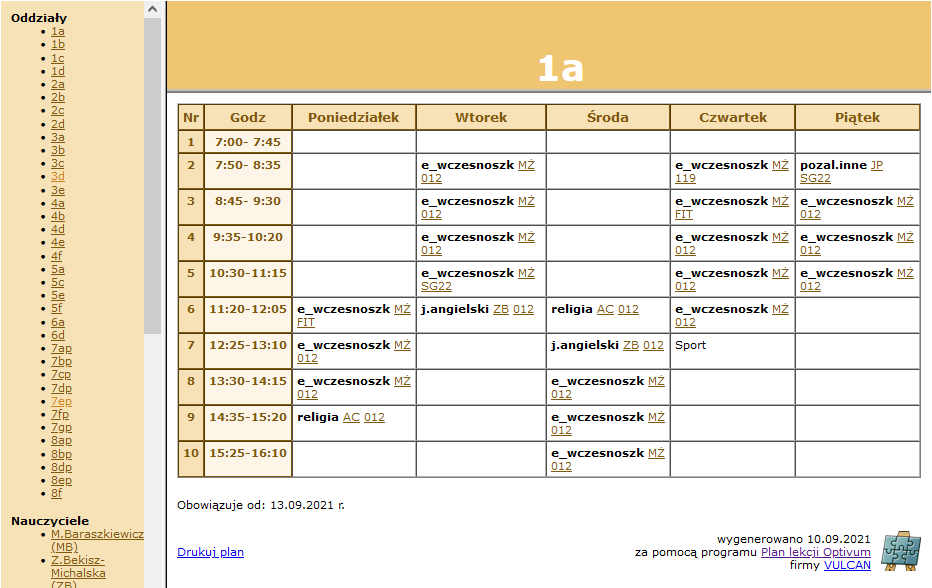 Oddziały
1a
1b
1c
1d
2a
2b
2c
2d
3a
3b
3c
3d
3e
4a
4b
4d
4e
4f
5a
5c
5e
5f
6a
6d
7ap
7bp
7cp
7dp
7ep
7fp
7gp
8ap
8bp
8dp
8ep
8f
Nauczyciele
M.Baraszkiewicz
(MB)
Z.Bekisz-
Michalska
(ZB)
1a
Nr Godz Poniedziałek Wtorek Środa Czwartek Piątek
1 7:00- 7:45
2 7:50- 8:35 e_wczesnoszk MŻ e_wczesnoszk MŻ pozal.inne JP
012 119 SG22
3 8:45- 9:30 e_wczesnoszk MŻ e_wczesnoszk MŻ e_wczesnoszk MŻ
012 FIT 012
4 9:35-10:20 e_wczesnoszk MŻ e_wczesnoszk MŻ e_wczesnoszk MŻ
012 012 012
5 10:30-11:15 e_wczesnoszk MŻ e_wczesnoszk MŻ e_wczesnoszk MŻ
SG22 012 012
6 11:20-12:05 e_wczesnoszk MŻ j.angielski ZB 012 religia AC 012 e_wczesnoszk MŻ
FIT 012
7 12:25-13:10 e_wczesnoszk MŻ j.angielski ZB 012 Sport
012
8 13:30-14:15 e_wczesnoszk MŻ e_wczesnoszk MŻ
012 012
9 14:35-15:20 religia AC 012 e_wczesnoszk MŻ
012
10 15:25-16:10 e_wczesnoszk MŻ
012
Obowiązuje od: 13.09.2021 r.
Drukuj plan
wygenerowano 10.09.2021
za pomocą programu Plan lekcji Optivum
firmy VULCAN